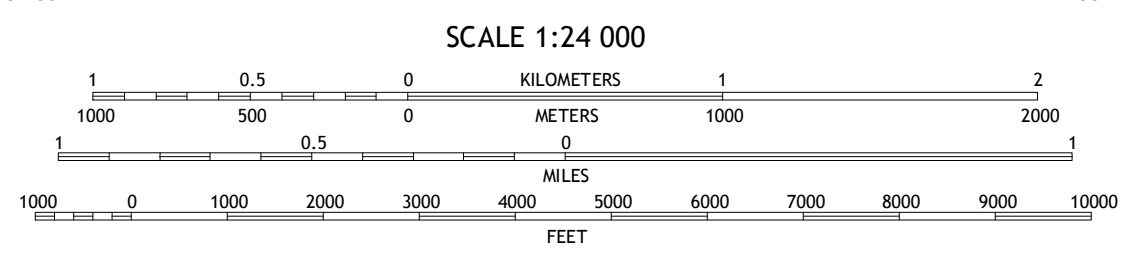 SCALE 1:24 000
1 0.5 0 KILOMETERS 1 2
1000 500 0 METERS 1000 2000
1 0.5 0 1
MILES
1000 0 1000 2000 3000 4000 5000 6000 7000 8000 9000 10000
FEET